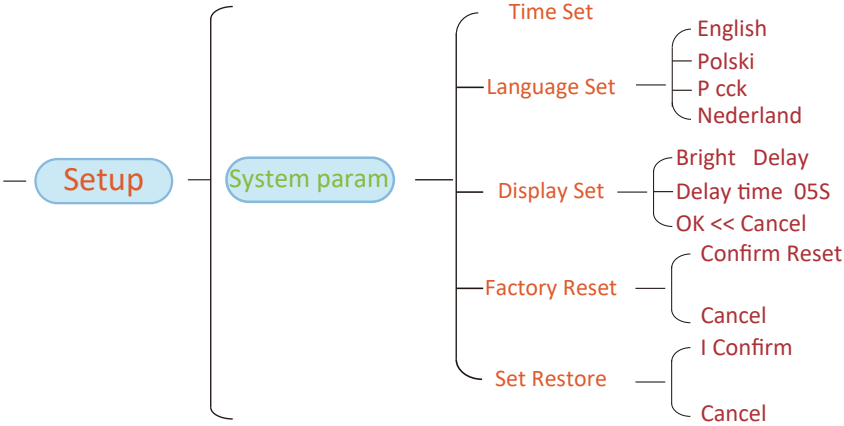 Setup
System param
Time Set
Language Set
English
Polski
P cck
Nederland
Display Set
Bright Delay
Delay time 05S
OK << Cancel
Factory Reset
Confirm Reset
Cancel
Set Restore
I Confirm
Cancel